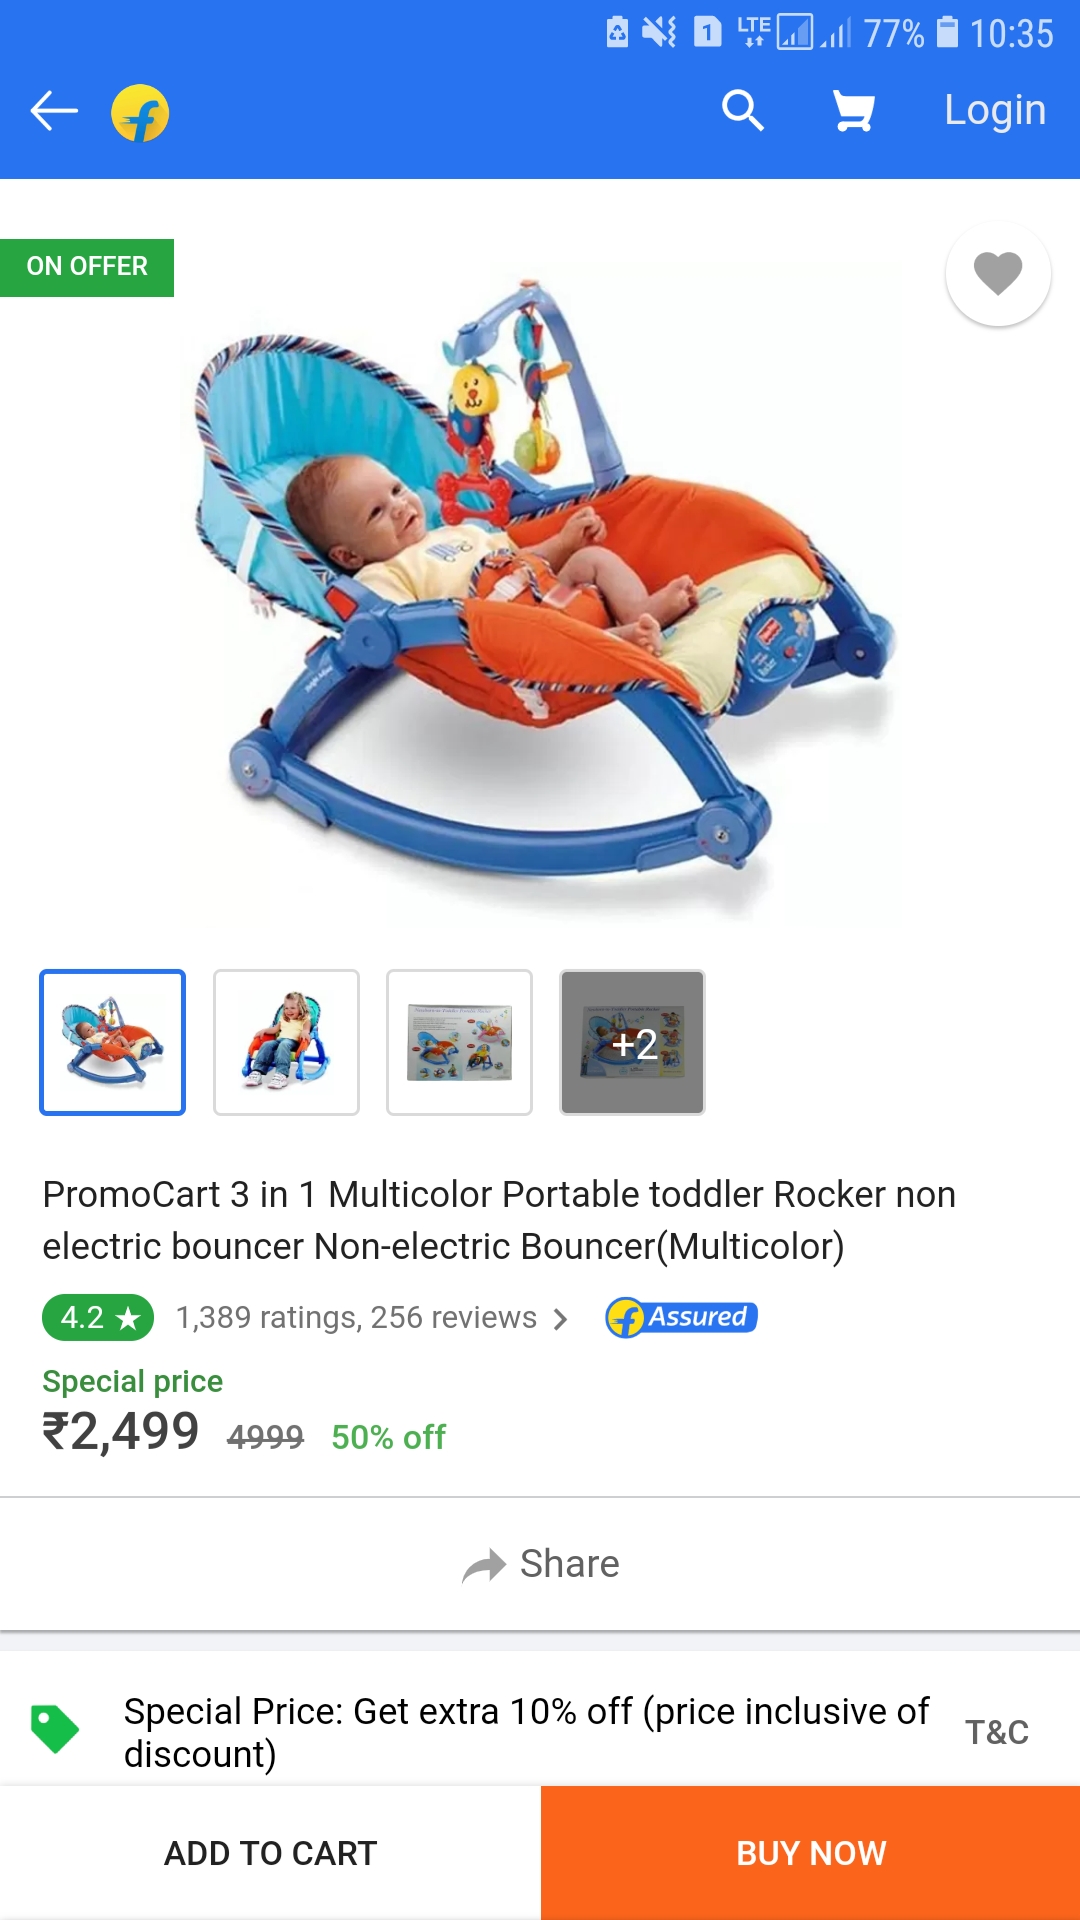 LTE 77% 10:35
Login
ON OFFER
+2
PromoCart 3 in 1 Multicolor Portable toddler Rocker non
electric bouncer Non-electric Bouncer(Multicolor)
4.2 ★ 1,389 ratings, 256 reviews > Assured
Special price
₹2,499 4999 50% off
Share
Special Price: Get extra 10% off (price inclusive of
discount)
T&C
ADD TO CART BUY NOW